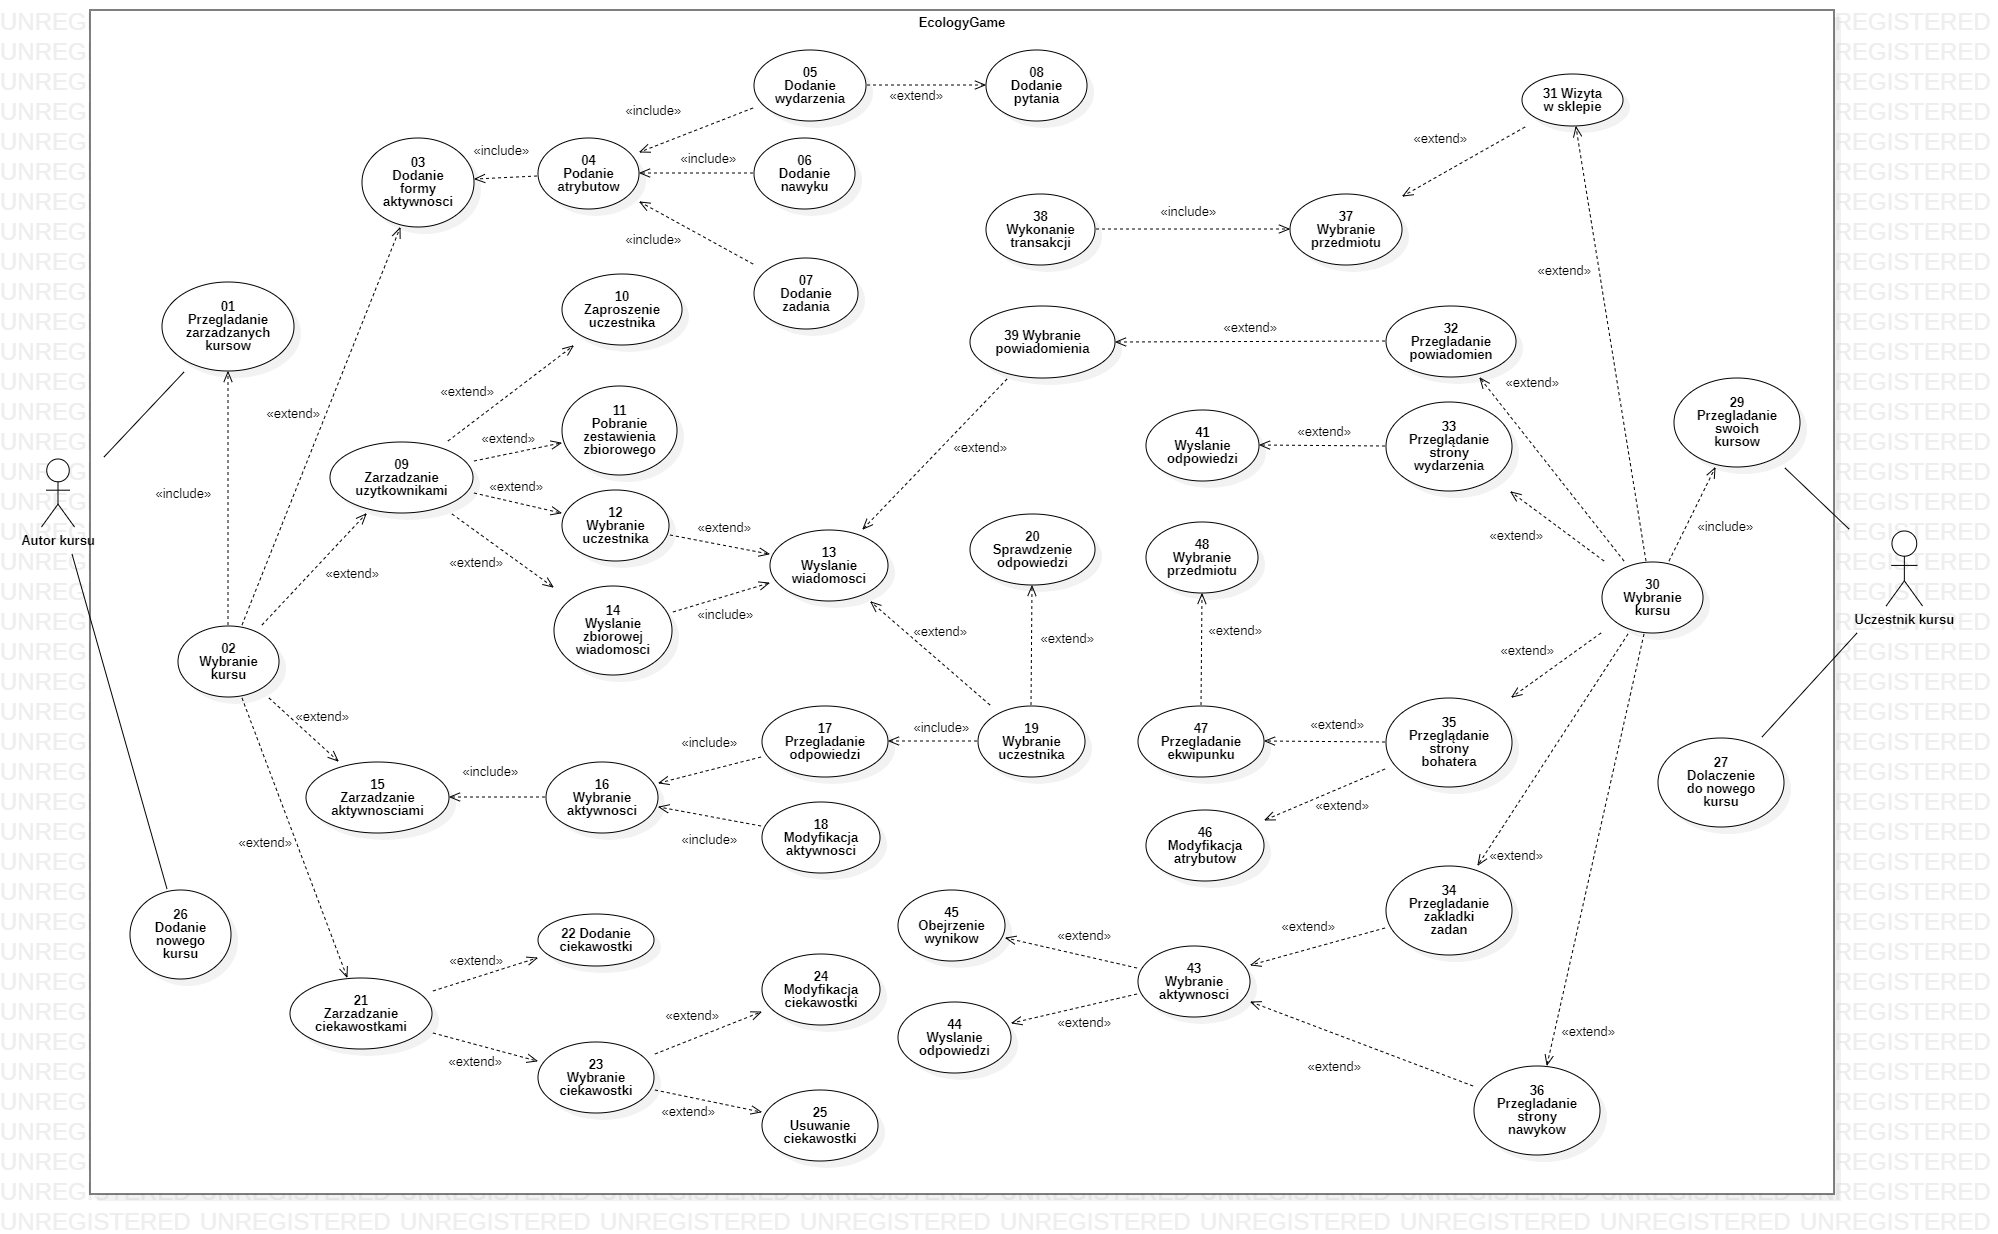 EcologyGame
05
Dodanie
wydarzenia
«extend»
08
Dodanie
pytania
31 Wizyta
w sklepie
«include»
«extend»
03
Dodanie
formy
aktywnosci
«include»
04
Podanie
atrybutow
«include»
06
Dodanie
nawyku
«include»
07
Dodanie
zadania
38
Wykonanie
transakcji
«include»
37
Wybranie
przedmiotu
«extend»
01
Przegladanie
zarzadzanych
kursow
10
Zaproszenie
uczestnika
39 Wybranie
powiadomienia
«extend»
32
Przegladanie
powiadomien
«extend»
«extend»
«extend»
11
Pobranie
zestawienia
zbiorowego
41
Wyslanie
odpowiedzi
«extend»
33
Przeglądanie
strony
wydarzenia
29
Przegladanie
swoich
kursow
«extend»
«extend»
09
Zarzadzanie
uzytkownikami
«include»
«extend»
12
Wybranie
uczestnika
«extend»
13
Wyslanie
wiadomosci
20
Sprawdzenie
odpowiedzi
48
Wybranie
przedmiotu
«extend»
«include»
Autor kursu
«extend»
«extend»
14
Wyslanie
zbiorowej
wiadomosci
«include»
«extend»
«extend»
«extend»
30
Wybranie
kursu
Uczestnik kursu
02
Wybranie
kursu
«extend»
«extend»
17
Przegladanie
odpowiedzi
«include»
19
Wybranie
uczestnika
47
Przegladanie
ekwipunku
«extend»
35
Przeglądanie
strony
bohatera
«include»
«include»
15
Zarzadzanie
aktywnosciami
16
Wybranie
aktywnosci
27
Dolaczenie
do nowego
kursu
«extend»
«include»
18
Modyfikacja
aktywnosci
46
Modyfikacja
atrybutow
«extend»
«extend»
26
Dodanie
nowego
kursu
22 Dodanie
ciekawostki
45
Obejrzenie
wynikow
«extend»
«extend»
34
Przegladanie
zakladki
zadan
«extend»
21
Zarzadzanie
ciekawostkami
24
Modyfikacja
ciekawostki
43
Wybranie
aktywnosci
«extend»
44
Wyslanie
odpowiedzi
«extend»
«extend»
«extend»
23
Wybranie
ciekawostki
«extend»
«extend»
25
Usuwanie
ciekawostki
36
Przegladanie
strony
nawykow
UNREGISTERED UNREGISTERED UNREGISTERED UNREGISTERED UNREGISTERED UNREGISTERED UNREGISTERED UNREGISTERED UNREGISTERED UNREGISTERED